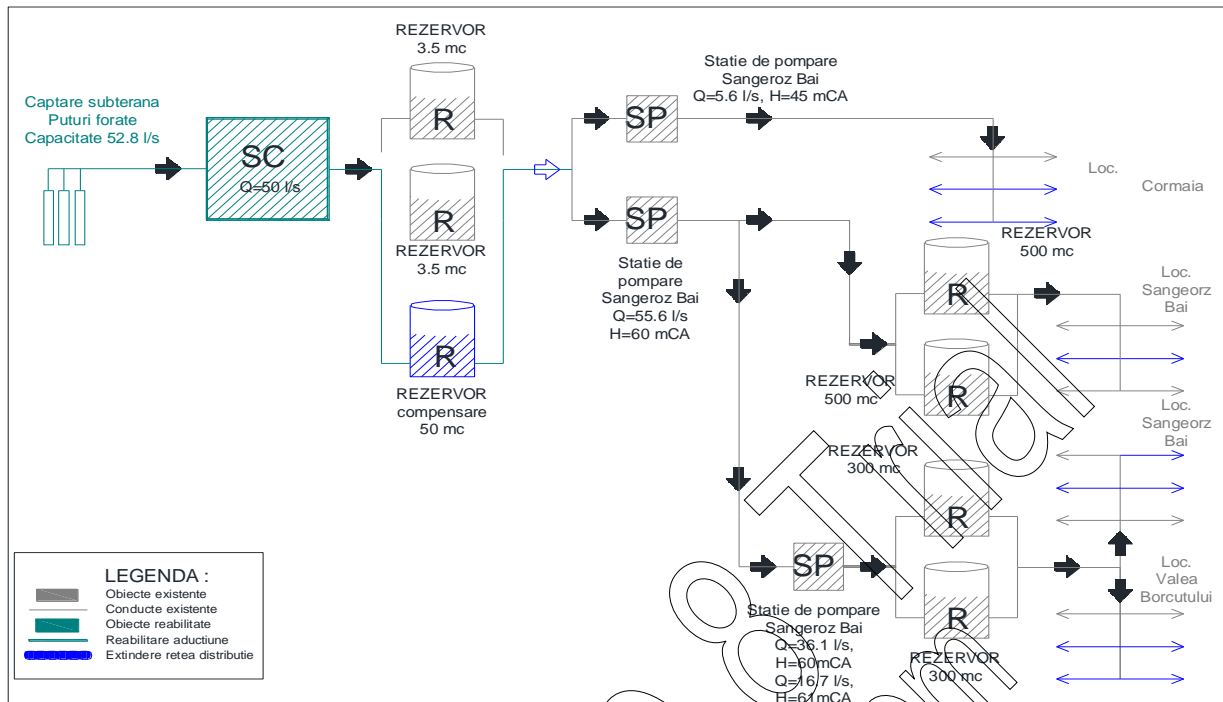 REZERVOR
3.5 mc
Statie de pompare
Sangeroz Bai
Q=5.6 l/s, H=45 mCA
Captare subterana
Puturi forate
Capacitate 52.8 l/s
SC
Q=50 l/s
R
SP
Loc.
Cormaia
R
REZERVOR
3.5 mc
SP
Statie de
pompare
Sangeroz Bai
Q=55.6 l/s
H=60 mCA
REZERVOR
500 mc
R
Loc.
Sangeorz
Bai
R
REZERVOR
compensare
50 mc
REZERVOR
500 mc
R
Loc.
Sangeorz
Bai
REZERVOR
300 mc
R
SP
Statie de pompare
Sangeroz Bai
Q=36.1 l/s,
H=60mCA
Q=16.7 l/s,
H=61mCA
R
REZERVOR
300 mc
Loc.
Valea
Borcutului
LEGENDA :
Obiecte existente
Conducte existente
Obiecte reabilitate
Reabilitare aductiune
Extindere retea distributie
Trial